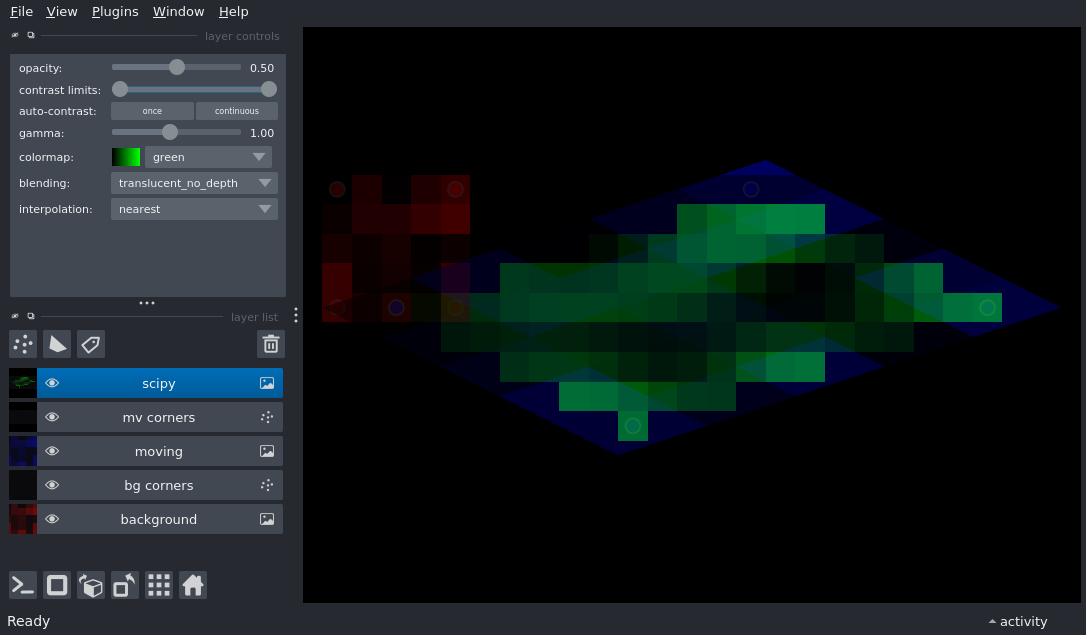 File View Plugins Window Help
layer controls
opacity: 0.50
contrast limits:
auto-contrast: once continuous
gamma: 1.00
colormap: green
blending: translucent_no_depth
interpolation: nearest
layer list
scipy
mv corners
moving
bg corners
background
Ready activity